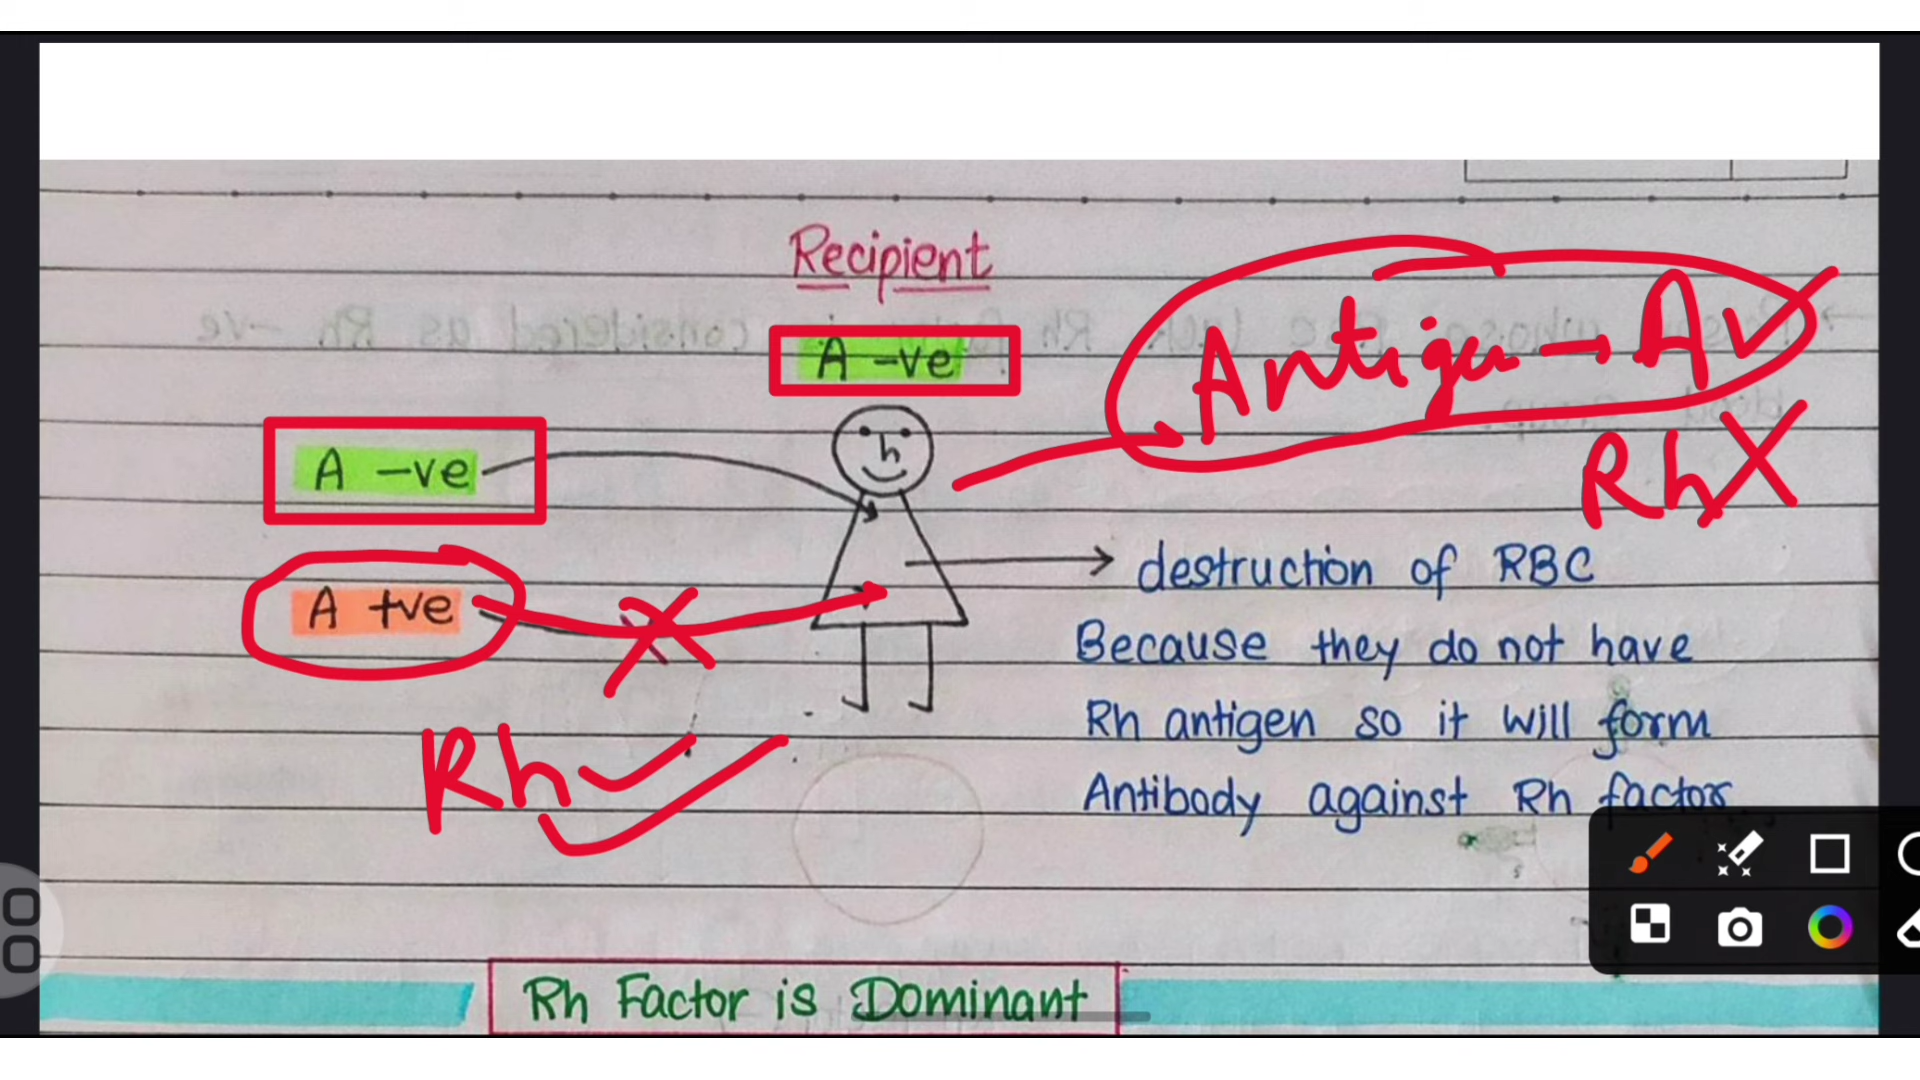 Recipient
Antigen → A
A -ve
A -ve
Rh
A +ve
destruction of RBC
Because they do not have
Rh antigen so it will form
Antibody against Rh factor
Rh
Rh Factor is Dominant